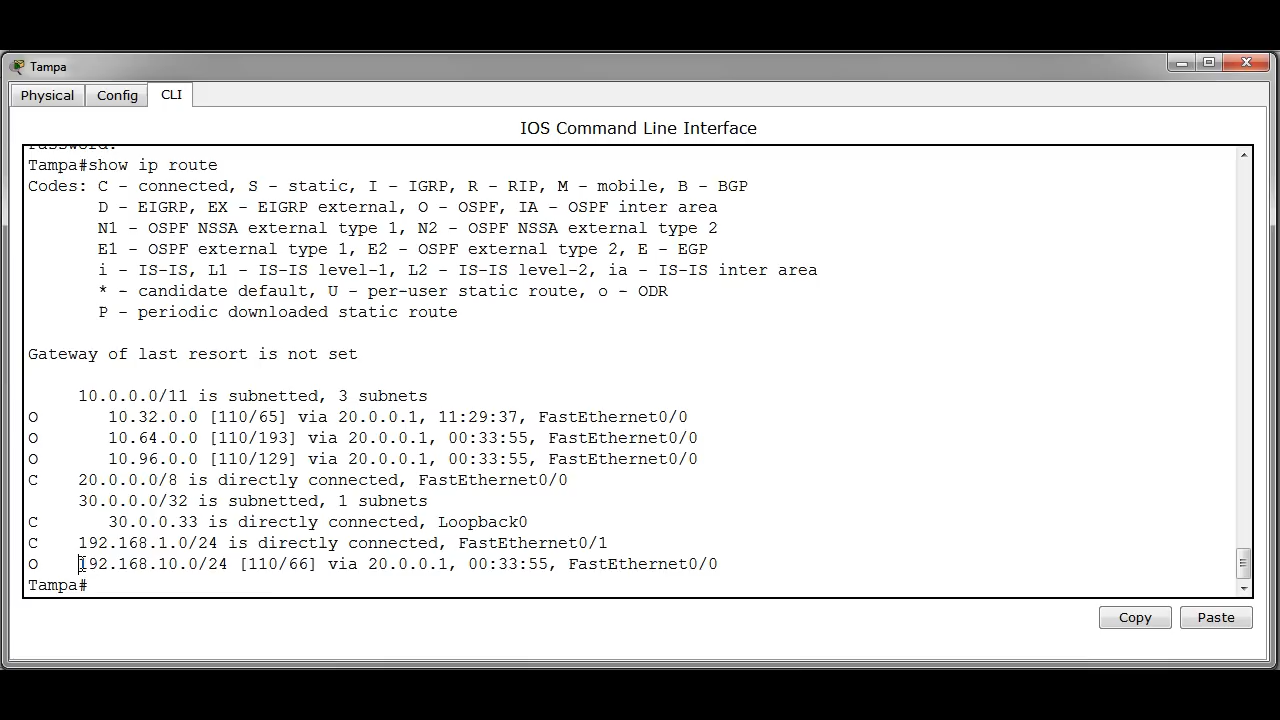 Tampa
Physical Config CLI
IOS Command Line Interface
Password:
Tampa#show ip route
Codes: C - connected, S - static, I - IGRP, R - RIP, M - mobile, B - BGP
D - EIGRP, EX - EIGRP external, O - OSPF, IA - OSPF inter area
N1 - OSPF NSSA external type 1, N2 - OSPF NSSA external type 2
E1 - OSPF external type 1, E2 - OSPF external type 2, E - EGP
i - IS-IS, L1 - IS-IS level-1, L2 - IS-IS level-2, ia - IS-IS inter area
* - candidate default, U - per-user static route, o - ODR
P - periodic downloaded static route
Gateway of last resort is not set
10.0.0.0/11 is subnetted, 3 subnets
O 10.32.0.0 [110/65] via 20.0.0.1, 11:29:37, FastEthernet0/0
O 10.64.0.0 [110/193] via 20.0.0.1, 00:33:55, FastEthernet0/0
O 10.96.0.0 [110/129] via 20.0.0.1, 00:33:55, FastEthernet0/0
C 20.0.0.0/8 is directly connected, FastEthernet0/0
30.0.0.0/32 is subnetted, 1 subnets
C 30.0.0.33 is directly connected, Loopback0
C 192.168.1.0/24 is directly connected, FastEthernet0/1
O 192.168.10.0/24 [110/66] via 20.0.0.1, 00:33:55, FastEthernet0/0
Tampa#
Copy Paste